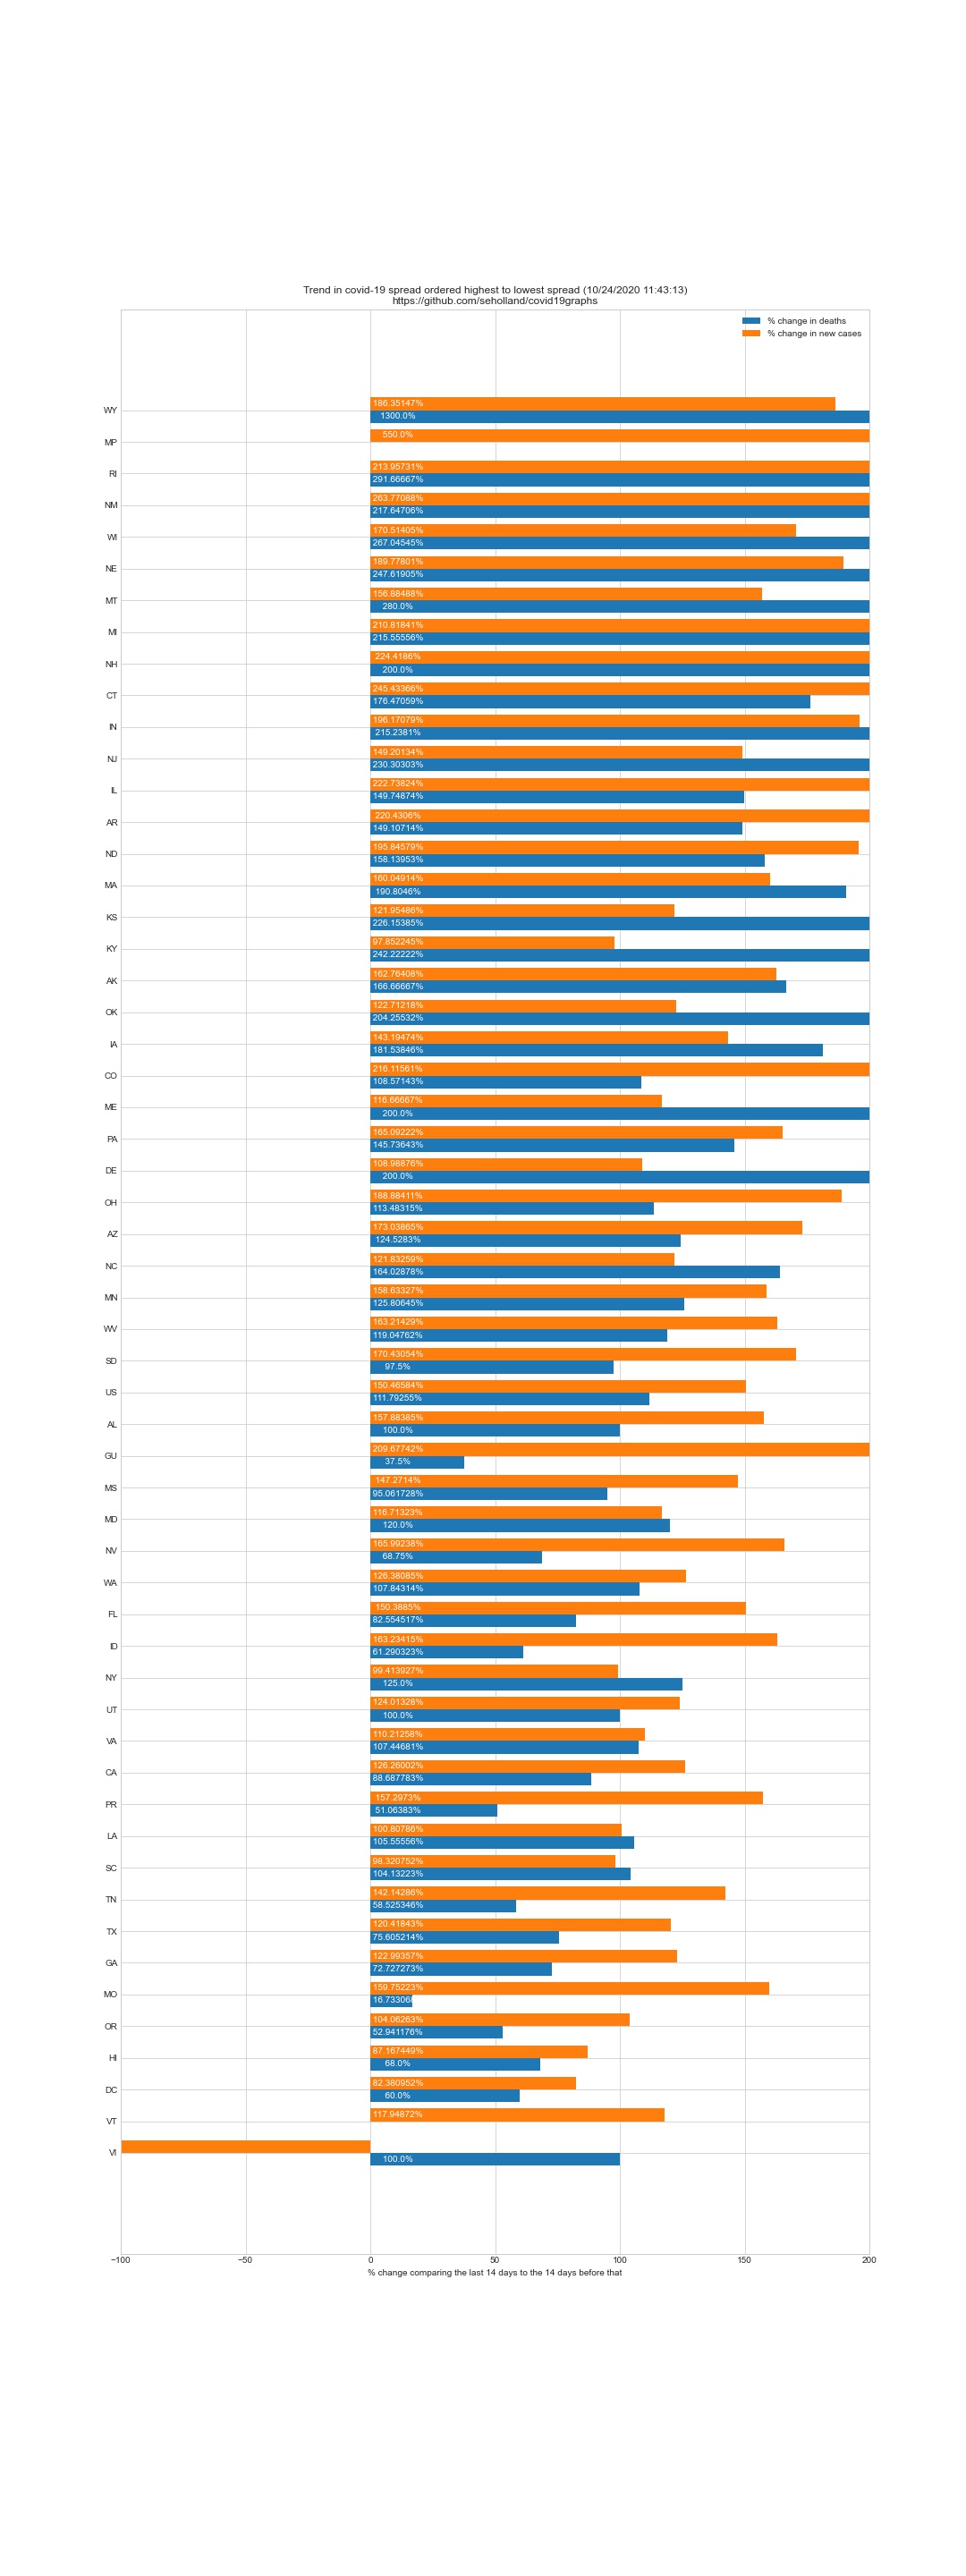 Trend in covid-19 spread ordered highest to lowest spread (10/24/2020 11:43:13)
https://github.com/seholland/covid19graphs
% change in deaths
% change in new cases
186.35147%
WY
1300.0%
550.0%
MP
213.95731%
RI
291.66667%
263.77088%
NM
217.64706%
170.51405%
WI
267.04545%
189.77801%
NE
247.61905%
156.88488%
MT
280.0%
210.81841%
MI
215.55556%
224.4186%
NH
200.0%
245.43366%
CT
176.47059%
196.17079%
IN
215.2381%
149.20134%
NJ
230.30303%
222.73824%
IL
149.74874%
220.4306%
AR
149.10714%
195.84579%
ND
158.13953%
160.04914%
MA
190.8046%
121.95486%
KS
226.15385%
97.852245%
KY
242.22222%
162.76408%
AK
166.66667%
122.71218%
OK
204.25532%
143.19474%
IA
181.53846%
216.11561%
CO
108.57143%
116.66667%
ME
200.0%
165.09222%
PA
145.73643%
108.98876%
DE
200.0%
188.88411%
OH
113.48315%
173.03865%
AZ
124.5283%
121.83259%
NC
164.02878%
158.63327%
MN
125.80645%
163.21429%
WV
119.04762%
170.43054%
SD
97.5%
150.46584%
US
111.79255%
157.88385%
AL
100.0%
209.67742%
GU
37.5%
147.2714%
MS
95.061728%
116.71323%
MD
120.0%
165.99238%
NV
68.75%
126.38085%
WA
107.84314%
150.3885%
FL
82.554517%
163.23415%
ID
61.290323%
99.413927%
NY
125.0%
124.01328%
UT
100.0%
110.21258%
VA
107.44681%
126.26002%
CA
88.687783%
157.2973%
PR
51.06383%
100.80786%
LA
105.55556%
98.320752%
SC
104.13223%
142.14286%
TN
58.525346%
120.41843%
TX
75.605214%
122.99357%
GA
72.727273%
159.75223%
MO
104.06263%
OR
52.941176%
87.167449%
HI
68.0%
82.380952%
DC
60.0%
117.94872%
VT
VI
100.0%
−100 −50 0 50 100 150 200
% change comparing the last 14 days to the 14 days before that